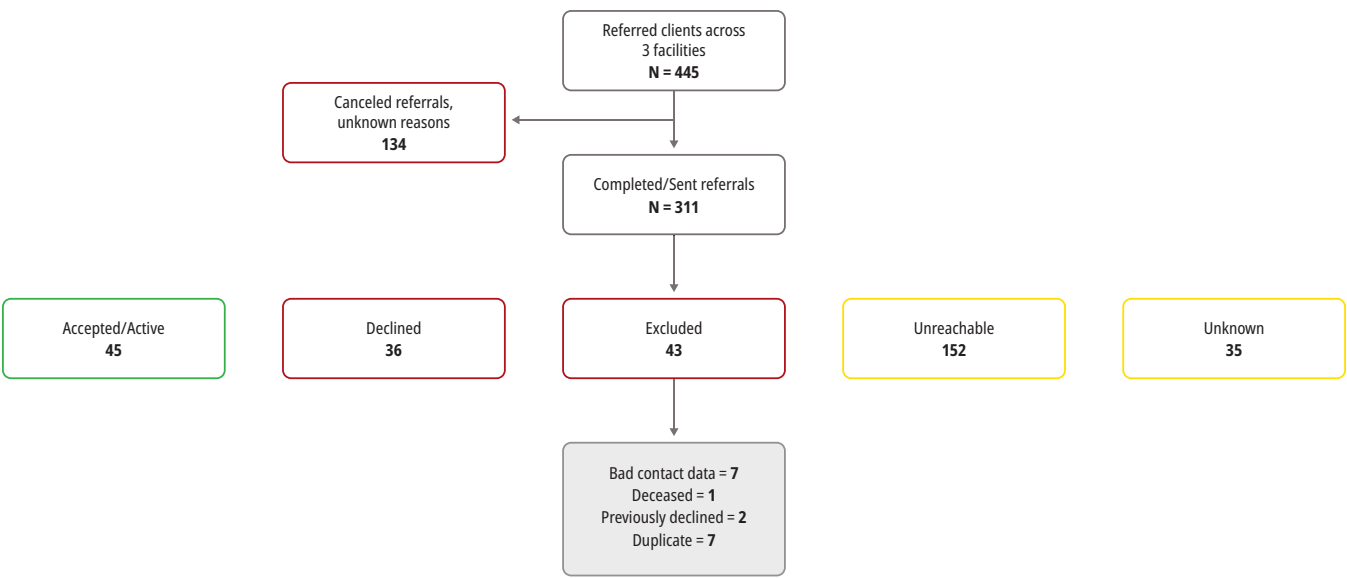 Referred clients across
3 facilities
N = 445
Canceled referrals,
unknown reasons
134
Completed/Sent referrals
N = 311
Accepted/Active
45
Declined
36
Excluded
43
Unreachable
152
Unknown
35
Bad contact data = 7
Deceased = 1
Previously declined = 2
Duplicate = 7